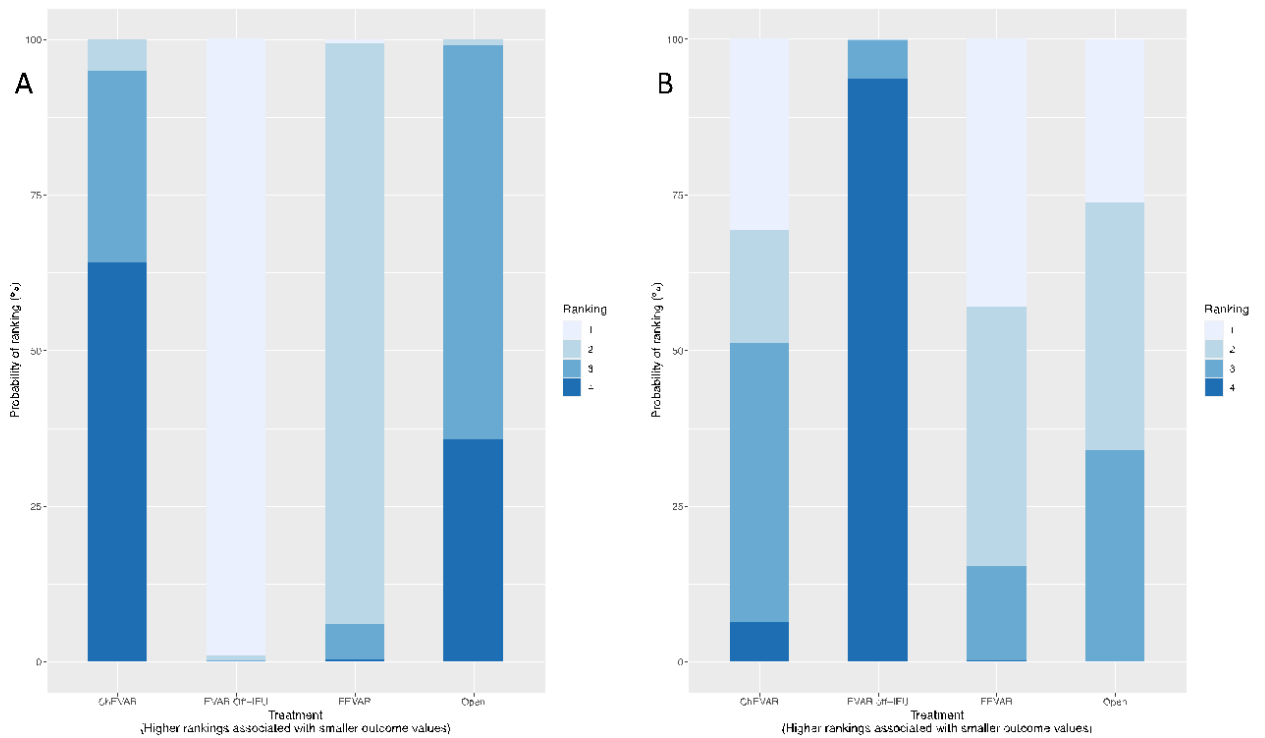 A
Probability of ranking (%)
100
75
50
25
0
ChEVAR EVAR Off-IFU FEVAR Open
Treatment
(Higher rankings associated with smaller outcome values)
Ranking
1
2
3
4
B
Probability of ranking (%)
100
75
50
25
0
ChEVAR EVAR Off-IFU FEVAR Open
Treatment
(Higher rankings associated with smaller outcome values)
Ranking
1
2
3
4